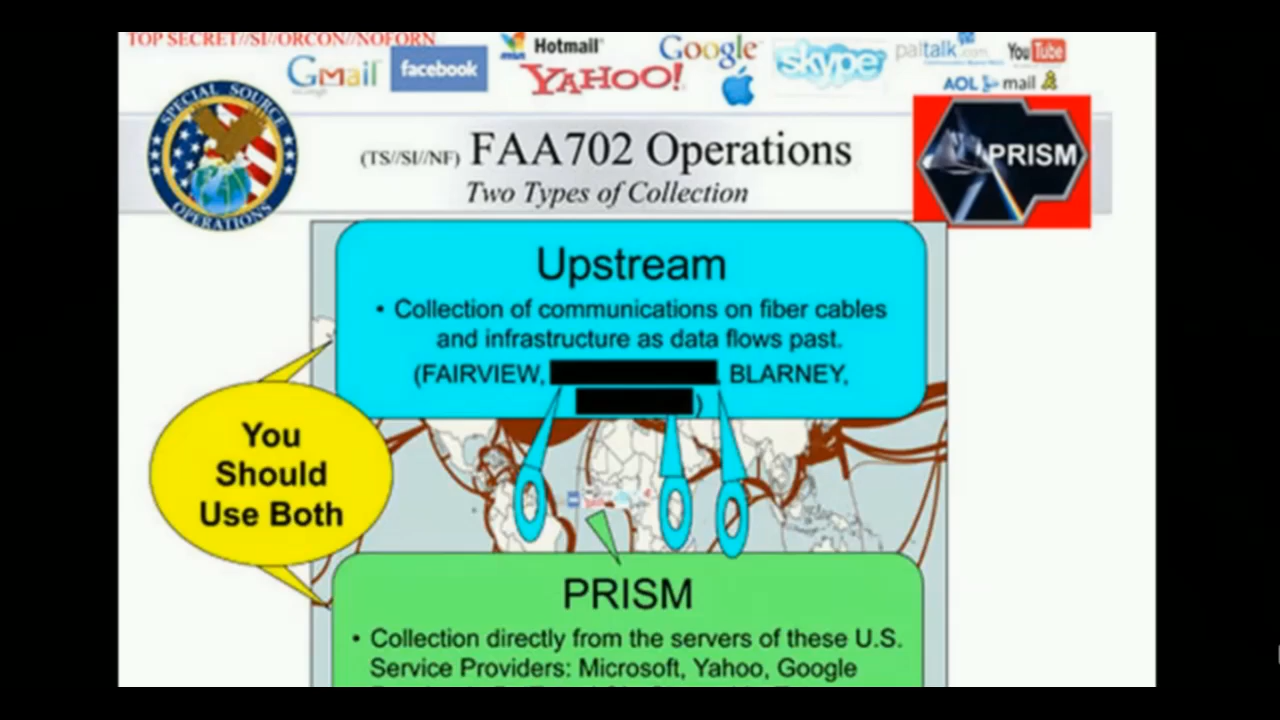 TOP SECRET//SI//ORCON//NOFORN
Gmail
facebook
msn Hotmail
YAHOO!
Google
skype
paltalk.com
YouTube
AOL mail
SPECIAL SOURCE OPERATIONS
(TS//SI//NF) FAA702 Operations
Two Types of Collection
PRISM
Upstream
• Collection of communications on fiber cables
and infrastructure as data flows past.
(FAIRVIEW, , BLARNEY,
)
You
Should
Use Both
PRISM
• Collection directly from the servers of these U.S.
Service Providers: Microsoft, Yahoo, Google